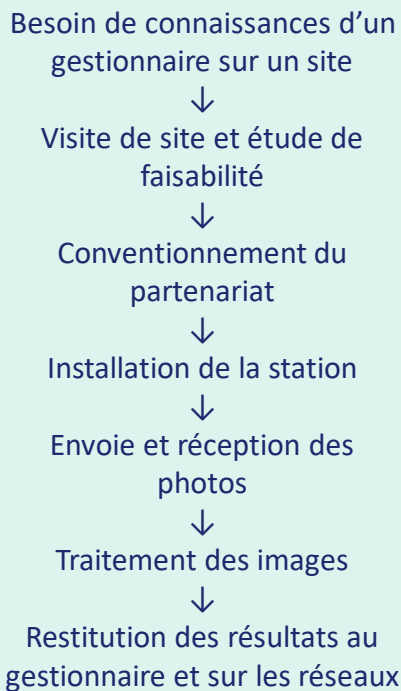 Besoin de connaissances d’un
gestionnaire sur un site
↓
Visite de site et étude de
faisabilité
↓
Conventionnement du
partenariat
↓
Installation de la station
↓
Envoie et réception des
photos
↓
Traitement des images
↓
Restitution des résultats au
gestionnaire et sur les réseaux